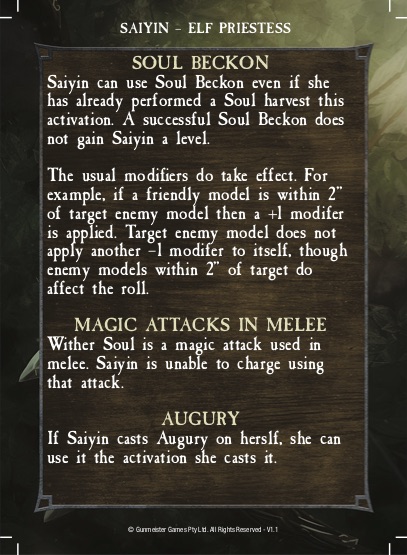 SAIYIN - ELF PRIESTESS
SOUL BECKON
Saiyin can use Soul Beckon even if she
has already performed a Soul harvest this
activation. A successful Soul Beckon does
not gain Saiyin a level.
The usual modifiers do take effect. For
example, if a friendly model is within 2"
of target enemy model then a +1 modifer
is applied. Target enemy model does not
apply another -1 modifer to itself, though
enemy models within 2" of target do
affect the roll.
MAGIC ATTACKS IN MELEE
Wither Soul is a magic attack used in
melee. Saiyin is unable to charge using
that attack.
AUGURY
If Saiyin casts Augury on herslf, she can
use it the activation she casts it.
© Gunmeister Games Pty Ltd. All Rights Reserved - V1.1